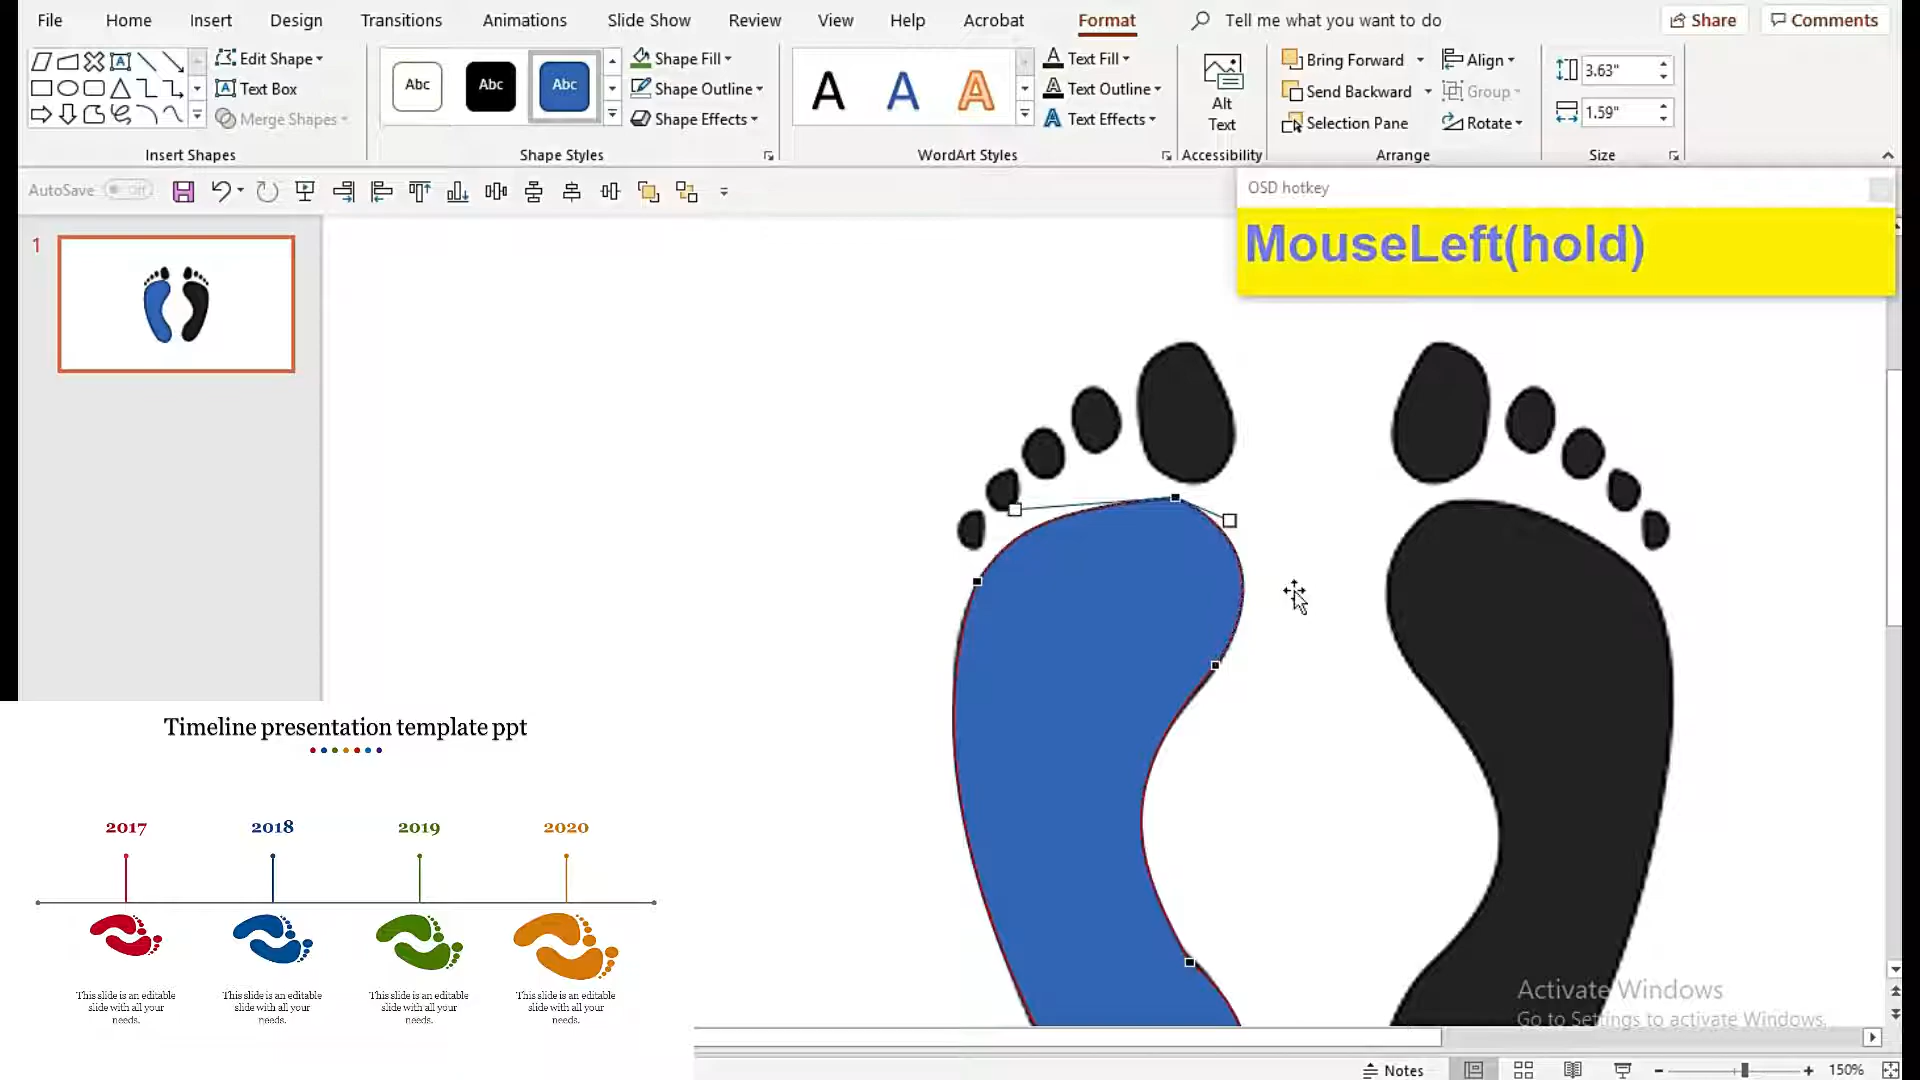 File Home Insert Design Transitions Animations Slide Show Review View Help Acrobat Format Tell me what you want to do Share Comments
Edit Shape
Text Box
Merge Shapes
Insert Shapes
Abc Abc Abc
Shape Fill
Shape Outline
Shape Effects
Shape Styles
A A A
Text Fill
Text Outline
Text Effects
WordArt Styles
Alt
Text
Accessibility
Bring Forward
Send Backward
Selection Pane
Align
Group
Rotate
Arrange
3.63"
1.59"
Size
AutoSave Off
OSD hotkey
MouseLeft(hold)
1
Timeline presentation template ppt
2017 2018 2019 2020
This slide is an editable
slide with all your
needs.
This slide is an editable
slide with all your
needs.
This slide is an editable
slide with all your
needs.
This slide is an editable
slide with all your
needs.
Activate Windows
Go to Settings to activate Windows.
Notes
150%